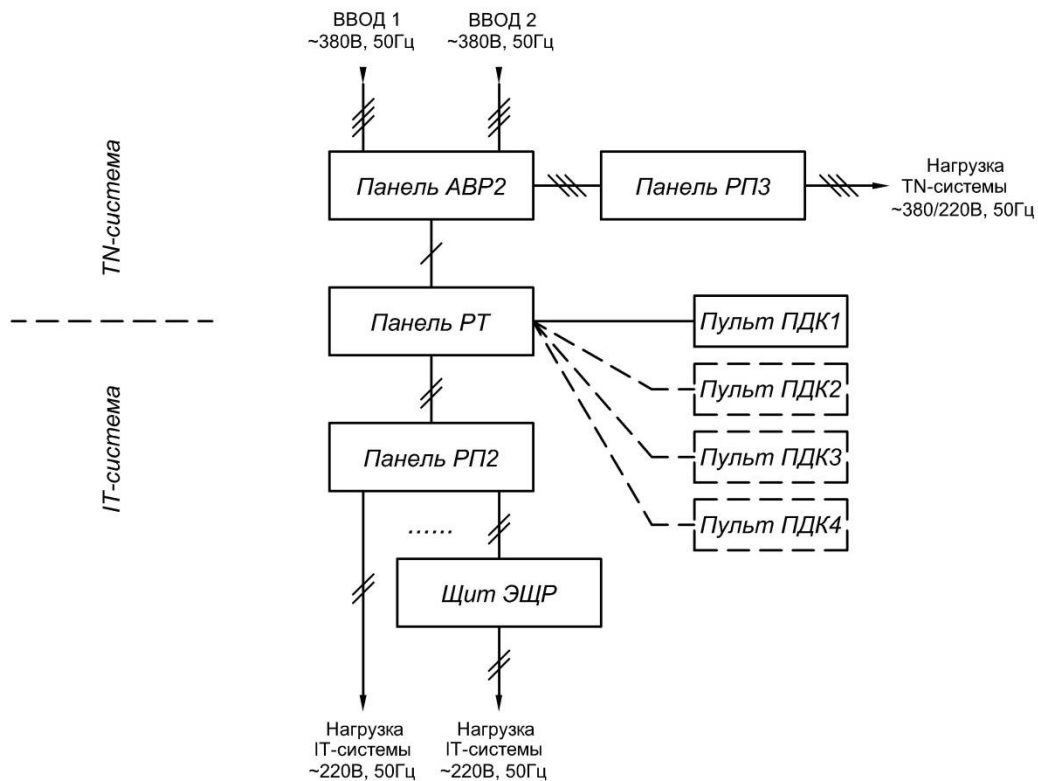 ВВОД 1
~380В, 50Гц
ВВОД 2
~380В, 50Гц
TN-система
Панель АВР2
Панель РП3
Нагрузка
TN-системы
~380/220В, 50Гц
Панель РТ
Пульт ПДК1
Пульт ПДК2
IT-система
Панель РП2
Пульт ПДК3
Пульт ПДК4
......
Щит ЭЩР
Нагрузка
IT-системы
~220В, 50Гц
Нагрузка
IT-системы
~220В, 50Гц